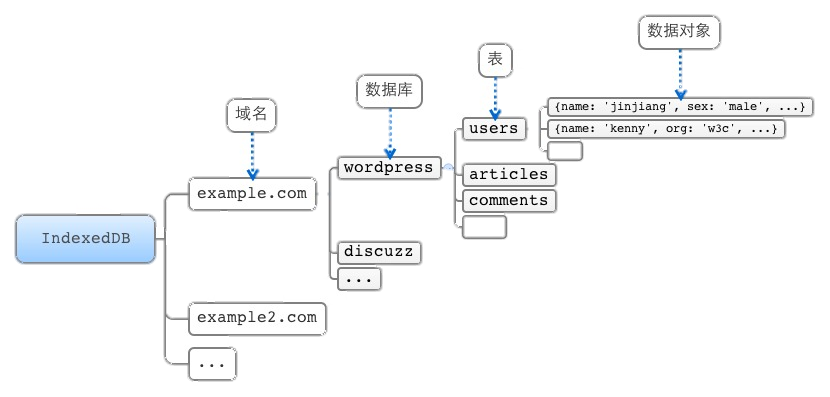 数据对象
表
数据库
域名
{name: 'jinjiang', sex: 'male', ...}
users
{name: 'kenny', org: 'w3c', ...}
wordpress
articles
example.com
comments
IndexedDB
discuzz
...
example2.com
...